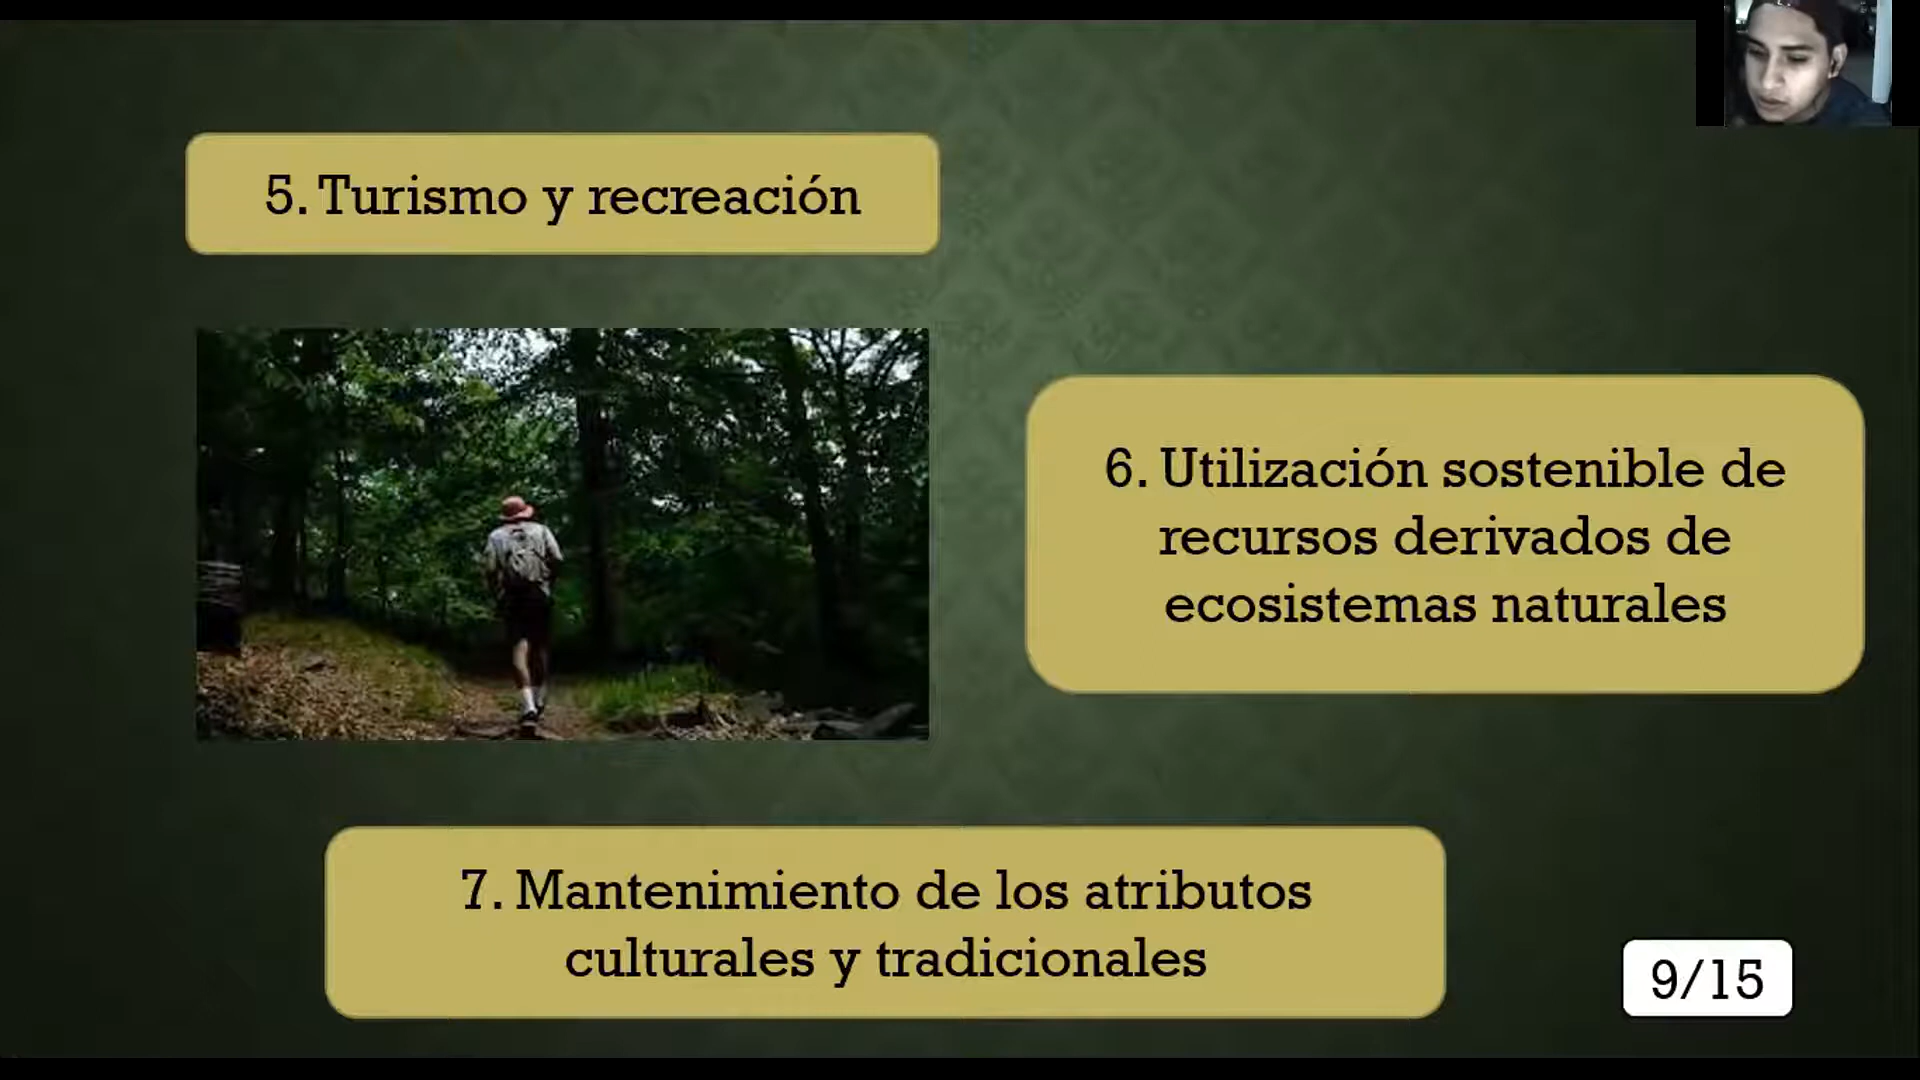 5. Turismo y recreación
6. Utilización sostenible de
recursos derivados de
ecosistemas naturales
7. Mantenimiento de los atributos
culturales y tradicionales
9/15